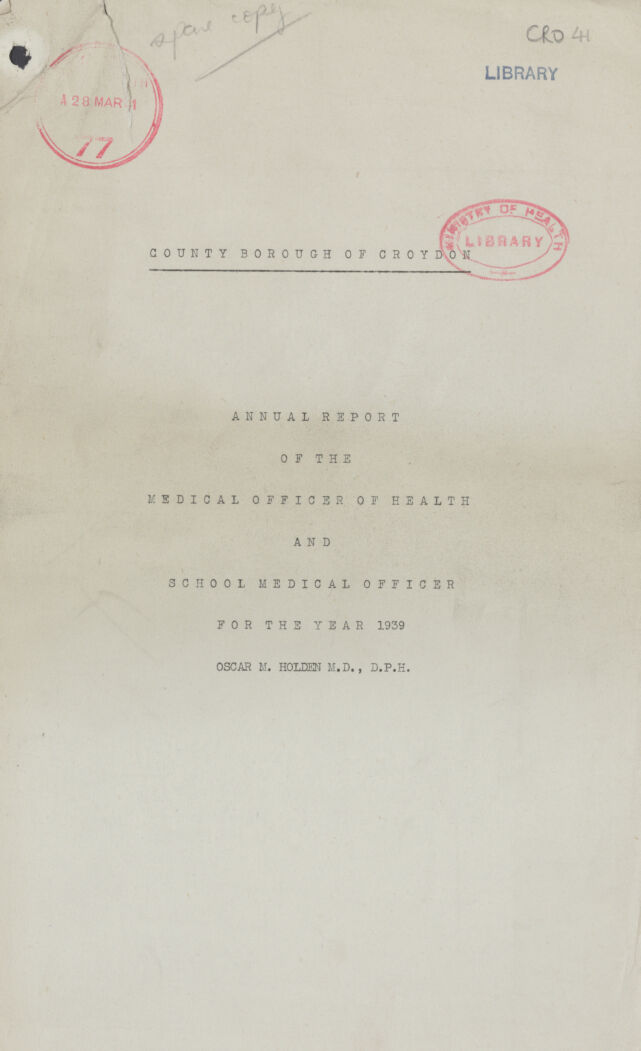 spare copy
CRO 41
LIBRARY
A 28 MAR
77
MINISTRY OF HEALTH
LIBRARY
COUNTY BOROUGH OF CROYDON
ANNUAL REPORT
OF THE
MEDICAL OFFICER OF HEALTH
AND
SCHOOL MEDICAL OFFICER
FOR THE YEAR 1939
OSCAR M. HOLDEN M.D., D.P.H.